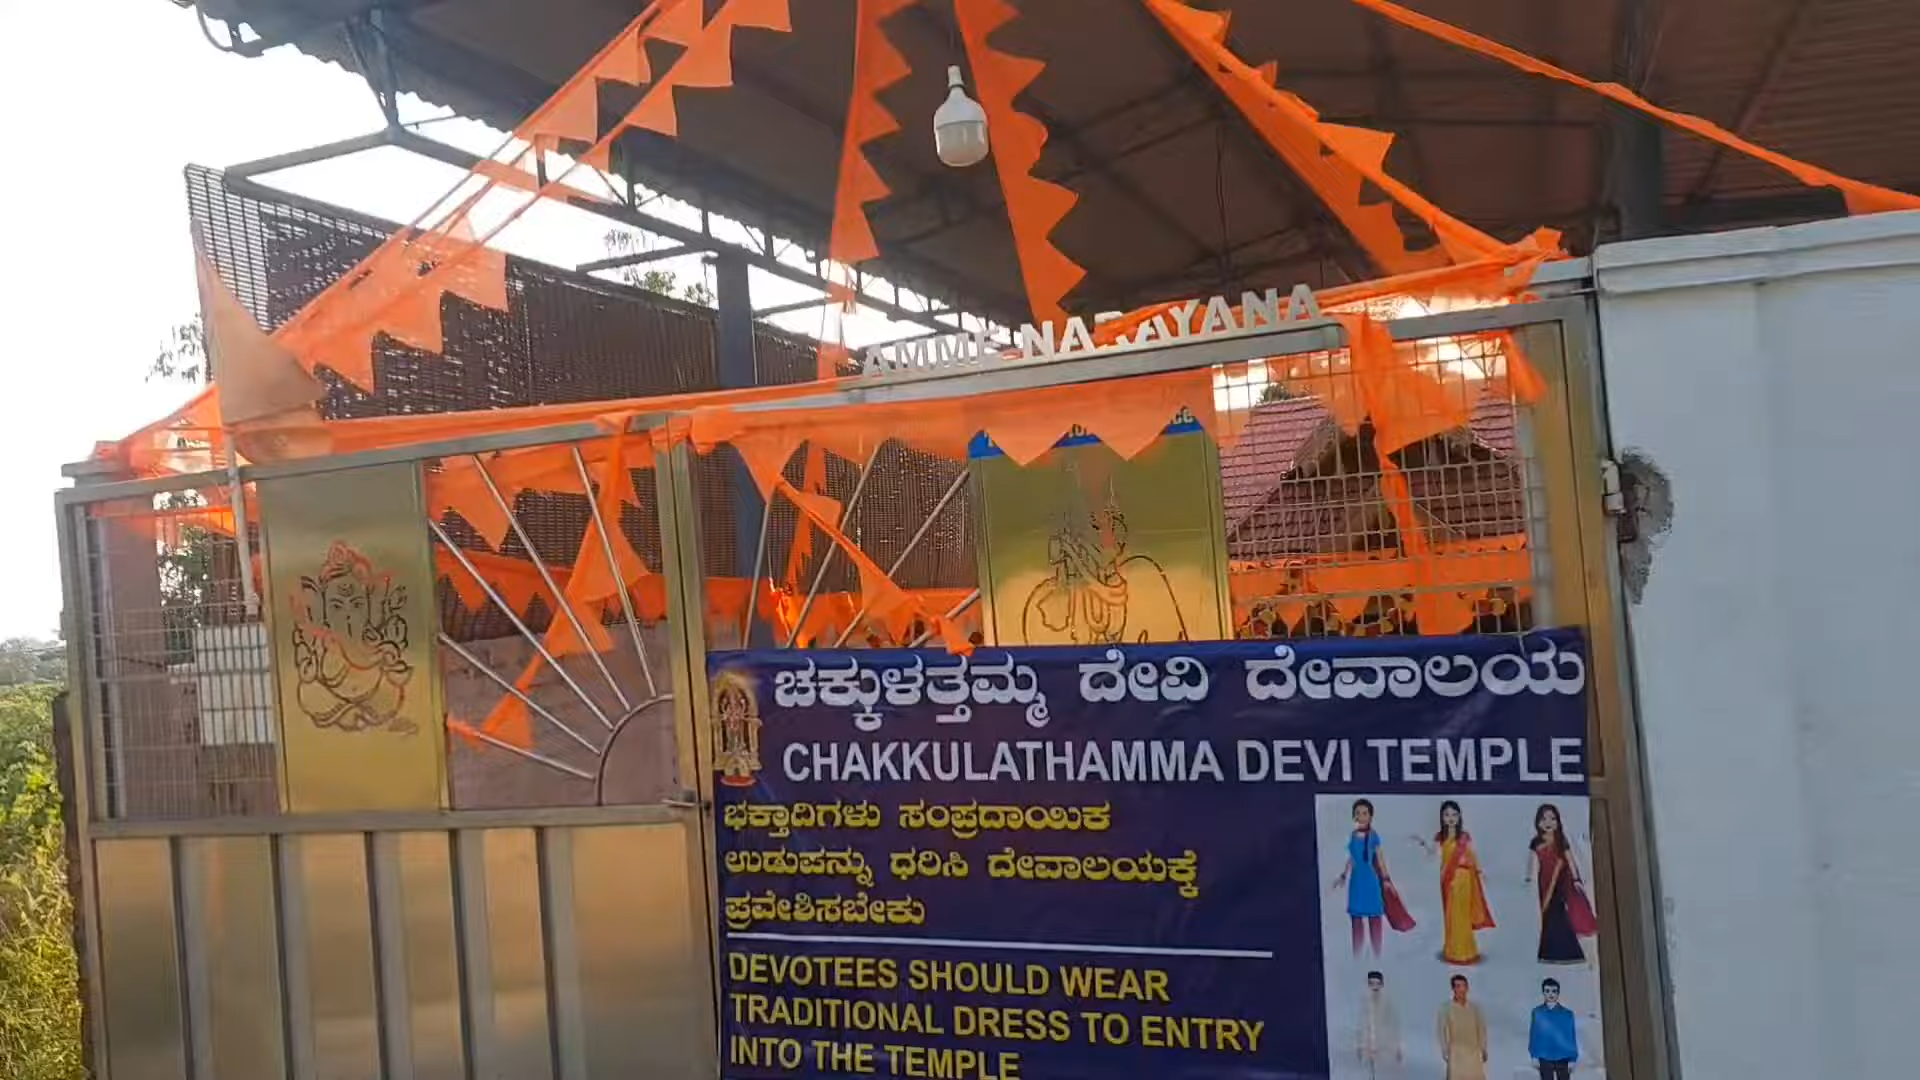 AMME NARAYANA
ಚಕ್ಕುಳತ್ತಮ್ಮ ದೇವಿ ದೇವಾಲಯ
CHAKKULATHAMMA DEVI TEMPLE
ಭಕ್ತಾದಿಗಳು ಸಂಪ್ರದಾಯಿಕ
ಉಡುಪನ್ನು ಧರಿಸಿ ದೇವಾಲಯಕ್ಕೆ
ಪ್ರವೇಶಿಸಬೇಕು
DEVOTEES SHOULD WEAR
TRADITIONAL DRESS TO ENTRY
INTO THE TEMPLE